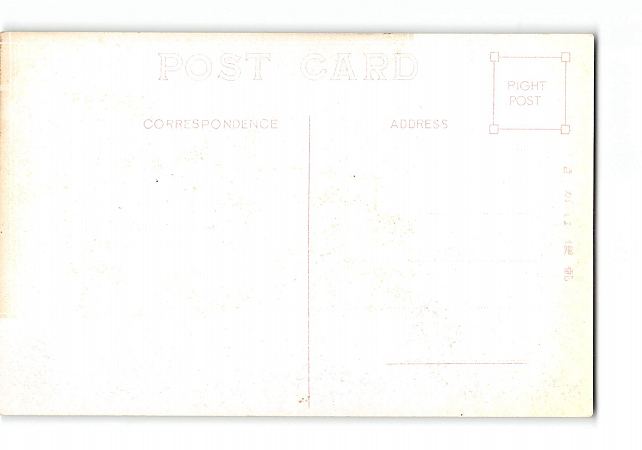 POST CARD
PIGHT
POST
CORRESPONDENCE
ADDRESS